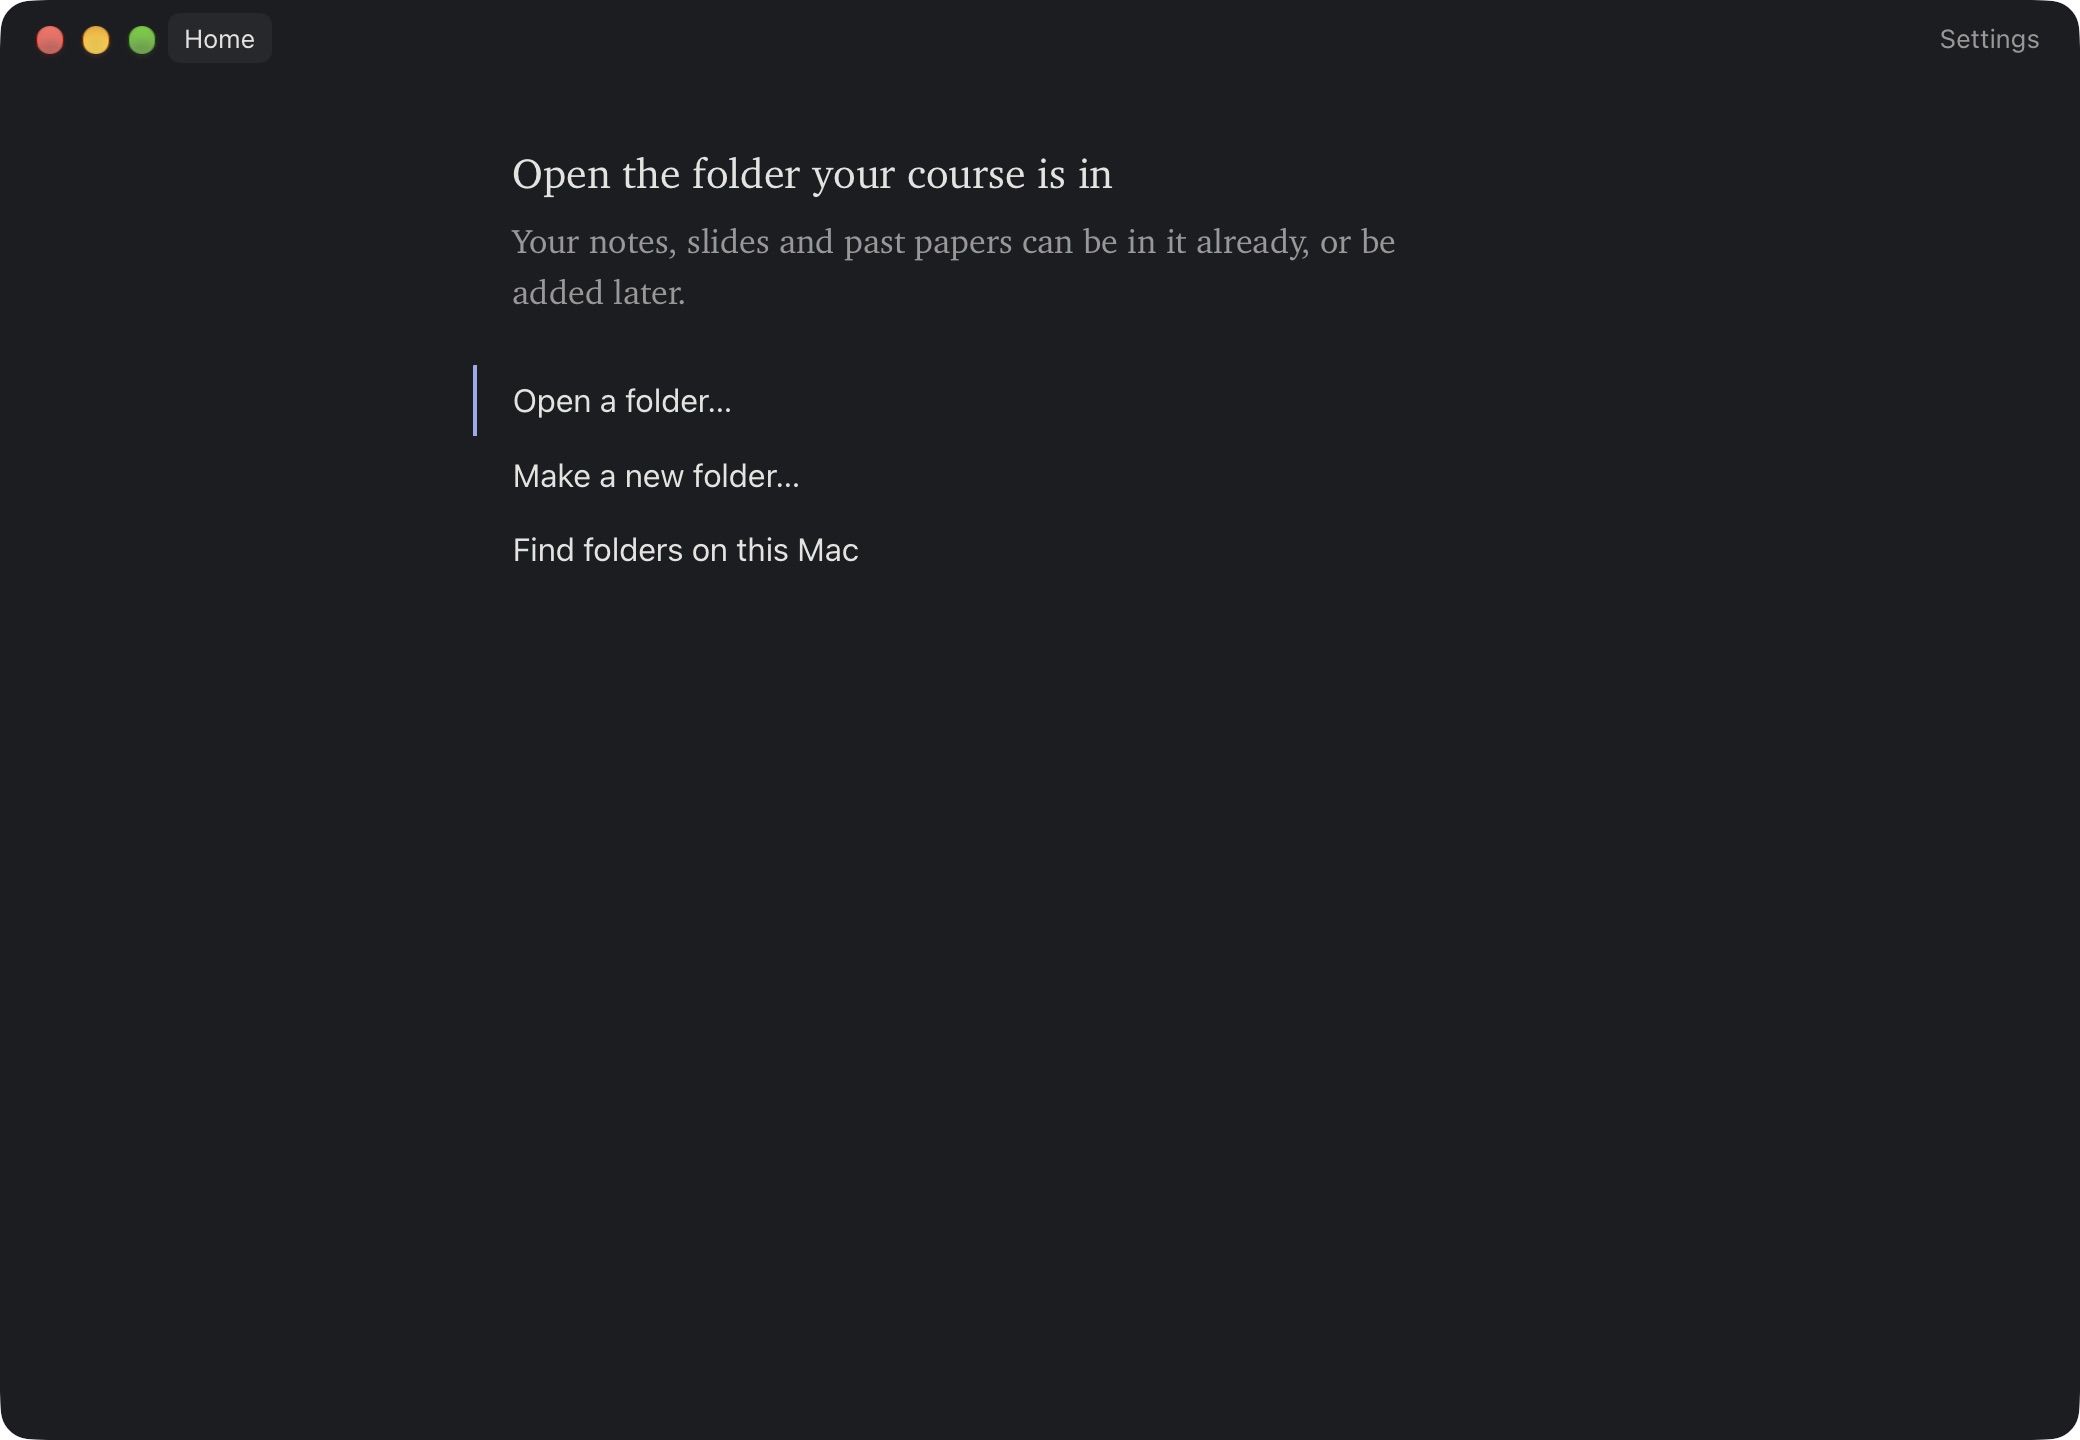 Home
Settings
Open the folder your course is in
Your notes, slides and past papers can be in it already, or be
added later.
Open a folder...
Make a new folder...
Find folders on this Mac